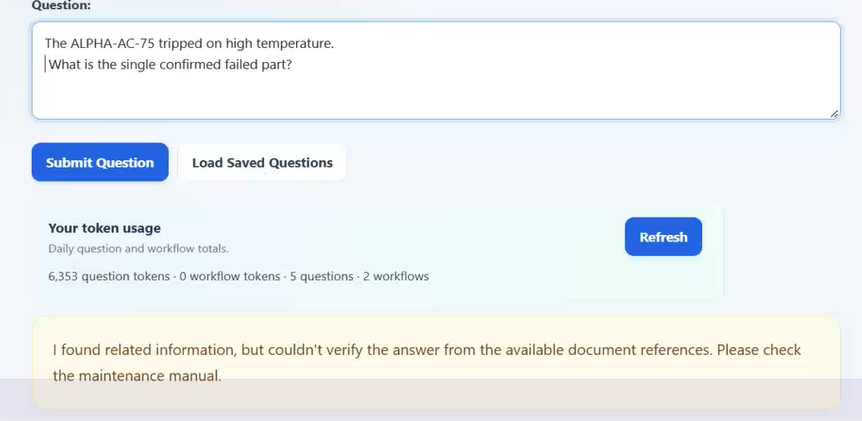 Question:
The ALPHA-AC-75 tripped on high temperature.
What is the single confirmed failed part?
Submit Question
Load Saved Questions
Your token usage
Refresh
Daily question and workflow totals.
6,353 question tokens · 0 workflow tokens · 5 questions · 2 workflows
I found related information, but couldn't verify the answer from the available document references. Please check
the maintenance manual.